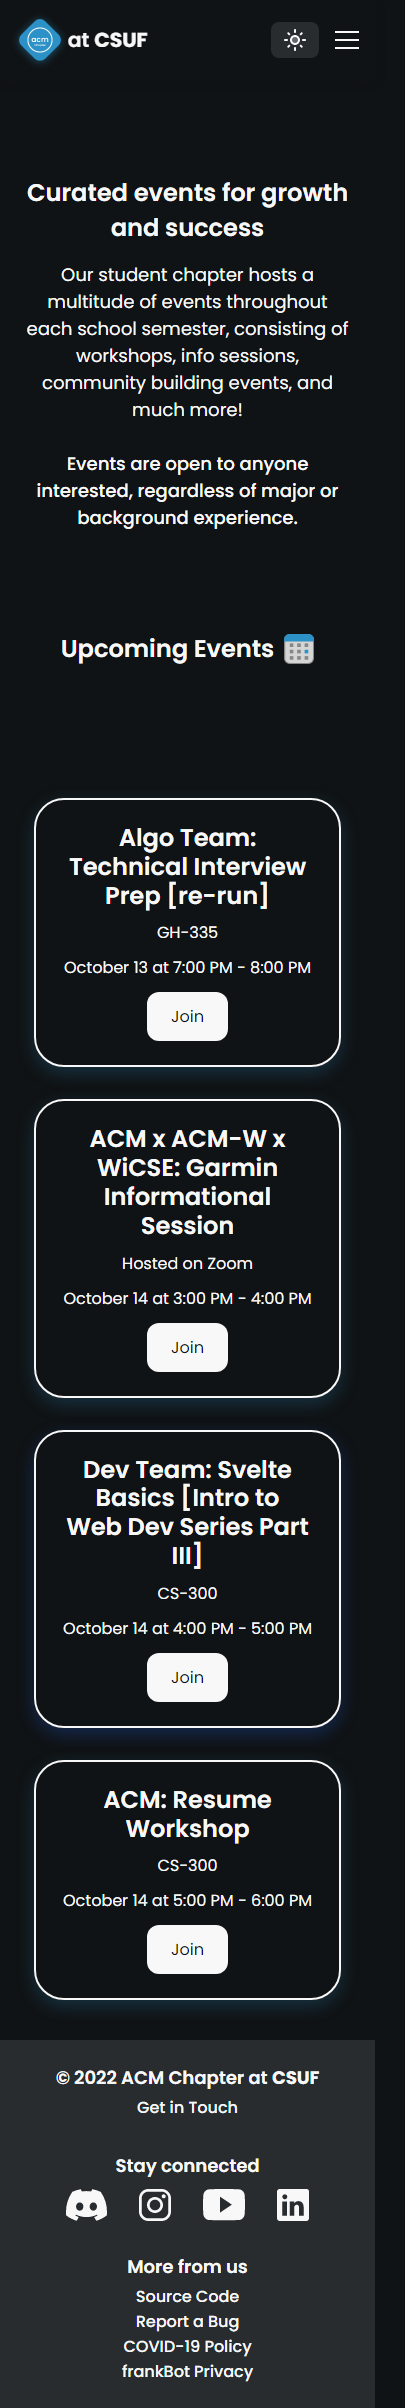 acm
chapter
at CSUF
Curated events for growth
and success
Our student chapter hosts a
multitude of events throughout
each school semester, consisting of
workshops, info sessions,
community building events, and
much more!
Events are open to anyone
interested, regardless of major or
background experience.
Upcoming Events
Algo Team:
Technical Interview
Prep [re-run]
GH-335
October 13 at 7:00 PM - 8:00 PM
Join
ACM x ACM-W x
WiCSE: Garmin
Informational
Session
Hosted on Zoom
October 14 at 3:00 PM - 4:00 PM
Join
Dev Team: Svelte
Basics [Intro to
Web Dev Series Part
III]
CS-300
October 14 at 4:00 PM - 5:00 PM
Join
ACM: Resume
Workshop
CS-300
October 14 at 5:00 PM - 6:00 PM
Join
© 2022 ACM Chapter at CSUF
Get in Touch
Stay connected
in
More from us
Source Code
Report a Bug
COVID-19 Policy
frankBot Privacy